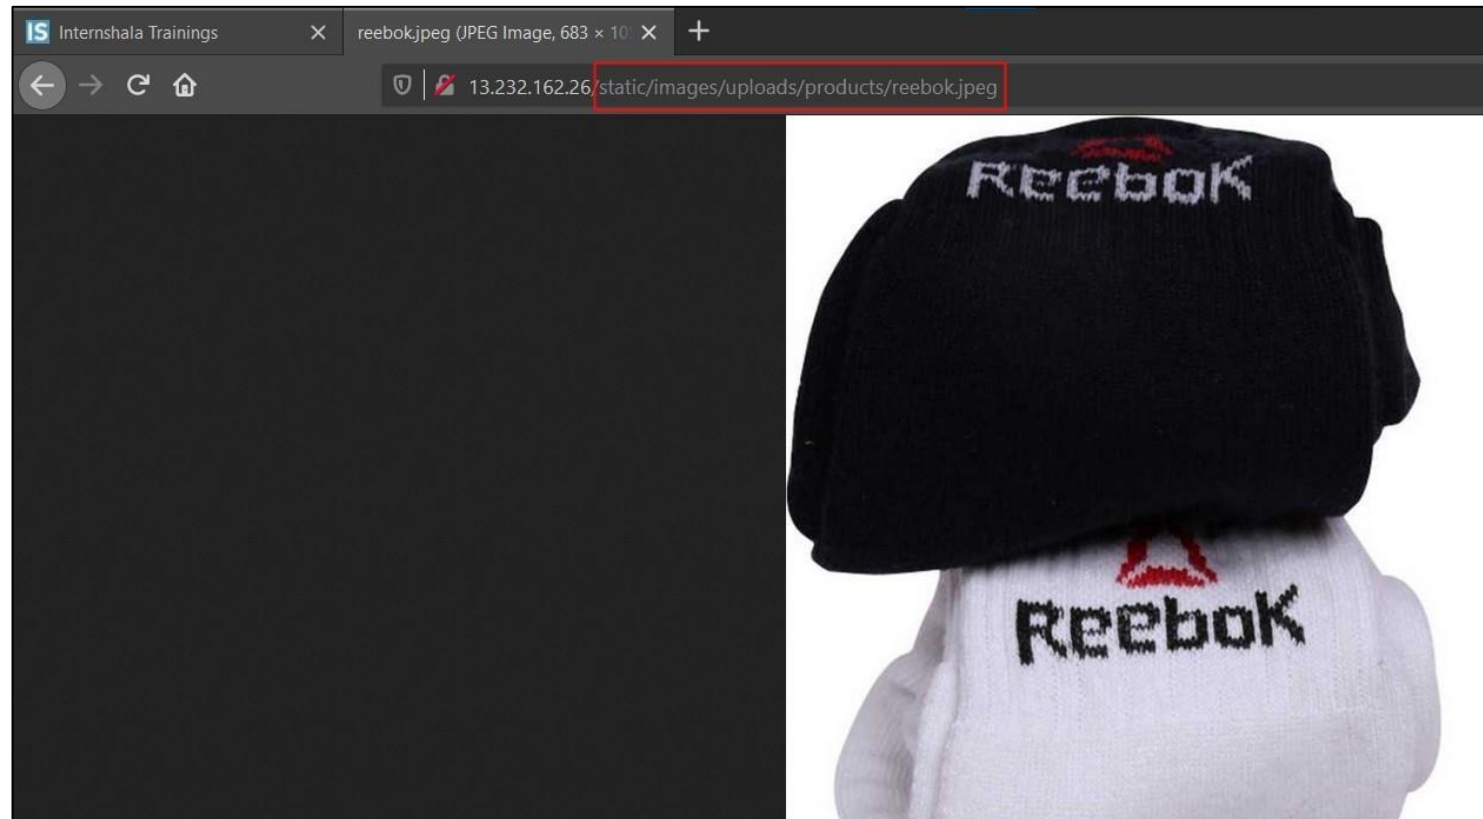 IS Internshala Trainings
reebok.jpeg (JPEG Image, 683 × 10
13.232.162.26/static/images/uploads/products/reebok.jpeg
Reebok
Reebok